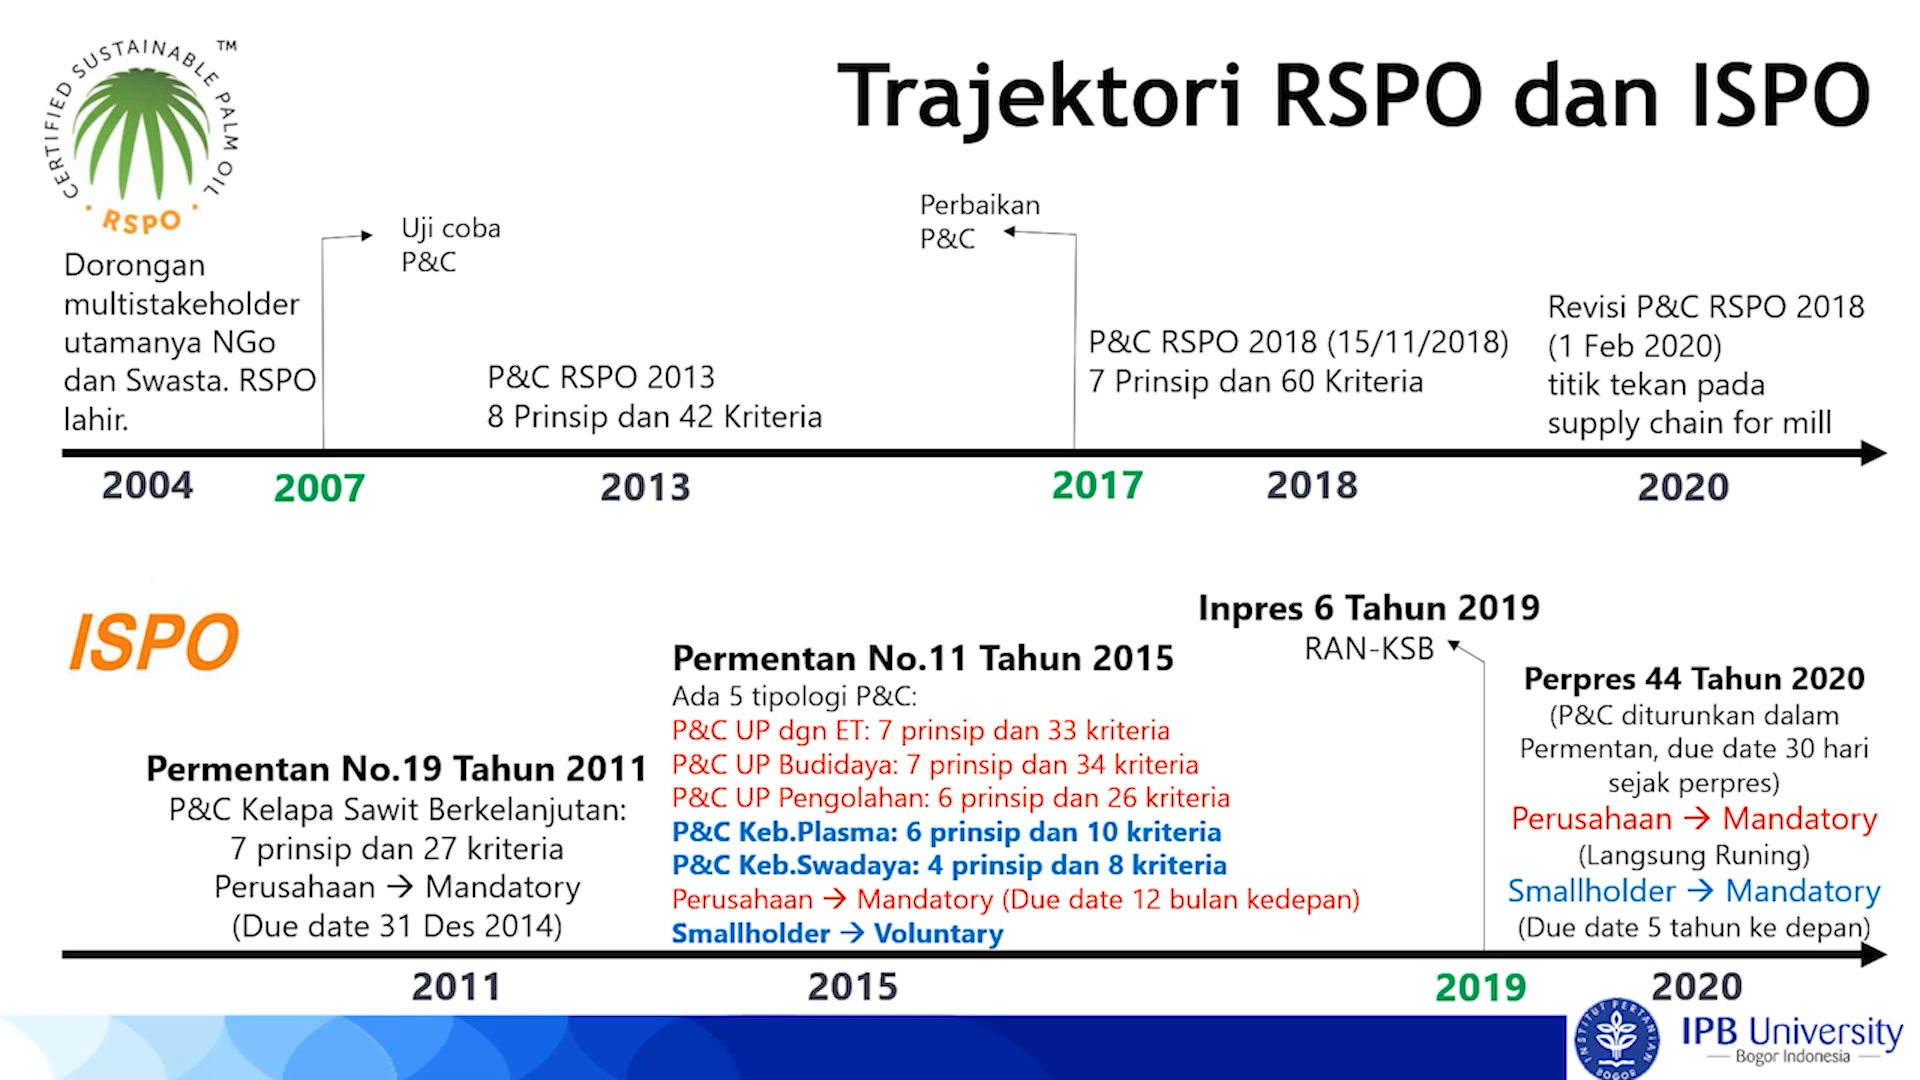 CERTIFIED SUSTAINABLE PALM OIL ™
RSPO
Trajektori RSPO dan ISPO
Dorongan
multistakeholder
utamanya NGo
dan Swasta. RSPO
lahir.
Uji coba
P&C
P&C RSPO 2013
8 Prinsip dan 42 Kriteria
Perbaikan
P&C
P&C RSPO 2018 (15/11/2018)
7 Prinsip dan 60 Kriteria
Revisi P&C RSPO 2018
(1 Feb 2020)
titik tekan pada
supply chain for mill
2004 2007 2013 2017 2018 2020
ISPO
Permentan No.19 Tahun 2011
P&C Kelapa Sawit Berkelanjutan:
7 prinsip dan 27 kriteria
Perusahaan → Mandatory
(Due date 31 Des 2014)
Permentan No.11 Tahun 2015
Ada 5 tipologi P&C:
P&C UP dgn ET: 7 prinsip dan 33 kriteria
P&C UP Budidaya: 7 prinsip dan 34 kriteria
P&C UP Pengolahan: 6 prinsip dan 26 kriteria
P&C Keb.Plasma: 6 prinsip dan 10 kriteria
P&C Keb.Swadaya: 4 prinsip dan 8 kriteria
Perusahaan → Mandatory (Due date 12 bulan kedepan)
Smallholder → Voluntary
Inpres 6 Tahun 2019
RAN-KSB
Perpres 44 Tahun 2020
(P&C diturunkan dalam
Permentan, due date 30 hari
sejak perpres)
Perusahaan → Mandatory
(Langsung Runing)
Smallholder → Mandatory
(Due date 5 tahun ke depan)
2011 2015 2019 2020
INSTITUT PERTANIAN BOGOR
IPB University
Bogor Indonesia